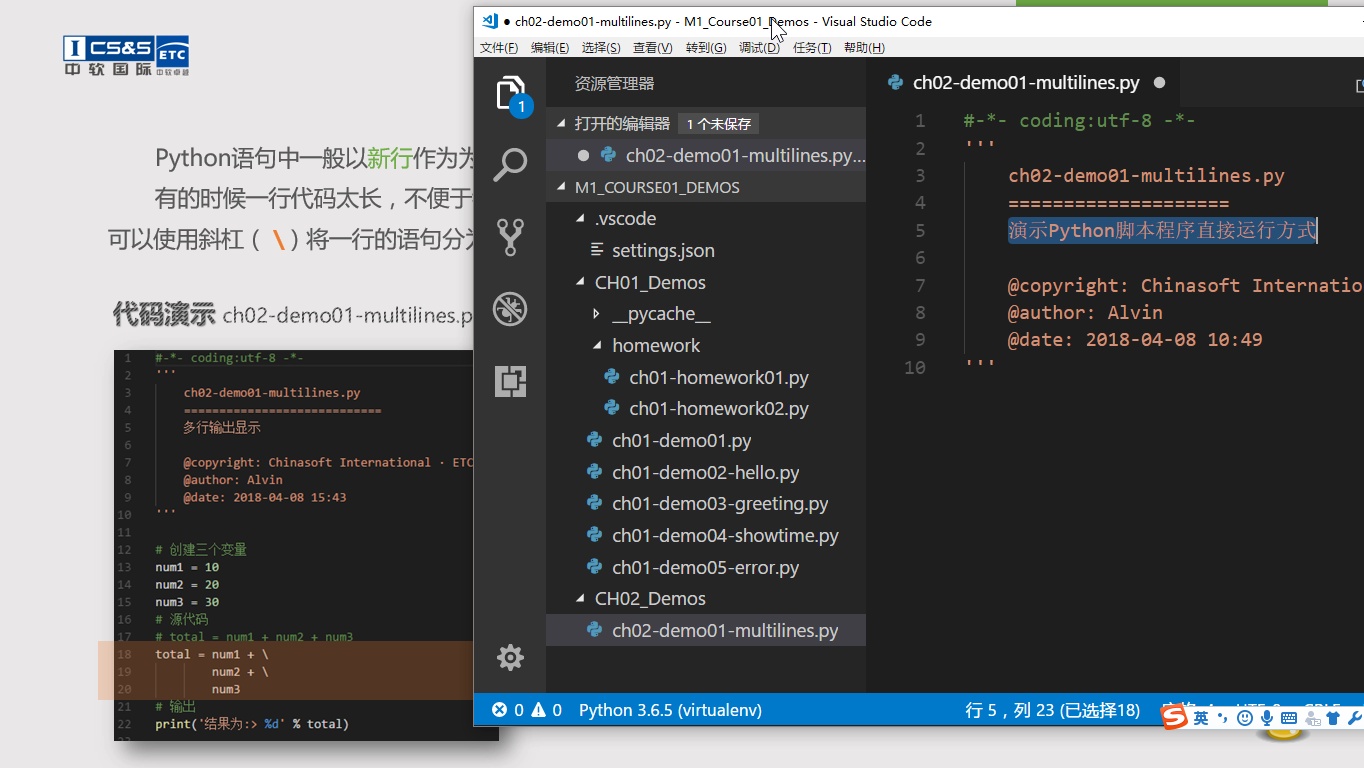 CS&S ETC
中软国际 中软卓越
Python语句中一般以新行作为为
有的时候一行代码太长，不便于
可以使用斜杠（ \ ）将一行的语句分为
代码演示 ch02-demo01-multilines.p
1 #-*- coding:utf-8 -*-
2 '''
3 ch02-demo01-multilines.py
4 ============================
5 多行输出显示
6
7 @copyright: Chinasoft International · ETC
8 @author: Alvin
9 @date: 2018-04-08 15:43
10 '''
11
12 # 创建三个变量
13 num1 = 10
14 num2 = 20
15 num3 = 30
16 # 源代码
17 # total = num1 + num2 + num3
18 total = num1 + \
19 num2 + \
20 num3
21 # 输出
22 print('结果为:> %d' % total)
● ch02-demo01-multilines.py - M1_Course01_Demos - Visual Studio Code
文件(F) 编辑(E) 选择(S) 查看(V) 转到(G) 调试(D) 任务(T) 帮助(H)
1
资源管理器
打开的编辑器 1 个未保存
ch02-demo01-multilines.py...
M1_COURSE01_DEMOS
.vscode
settings.json
CH01_Demos
__pycache__
homework
ch01-homework01.py
ch01-homework02.py
ch01-demo01.py
ch01-demo02-hello.py
ch01-demo03-greeting.py
ch01-demo04-showtime.py
ch01-demo05-error.py
CH02_Demos
ch02-demo01-multilines.py
ch02-demo01-multilines.py
1 #-*- coding:utf-8 -*-
2 '''
3 ch02-demo01-multilines.py
4 ====================
5 演示Python脚本程序直接运行方式
6
7 @copyright: Chinasoft Internatio
8 @author: Alvin
9 @date: 2018-04-08 10:49
10 '''
0 0 Python 3.6.5 (virtualenv) 行 5，列 23 (已选择18)
英